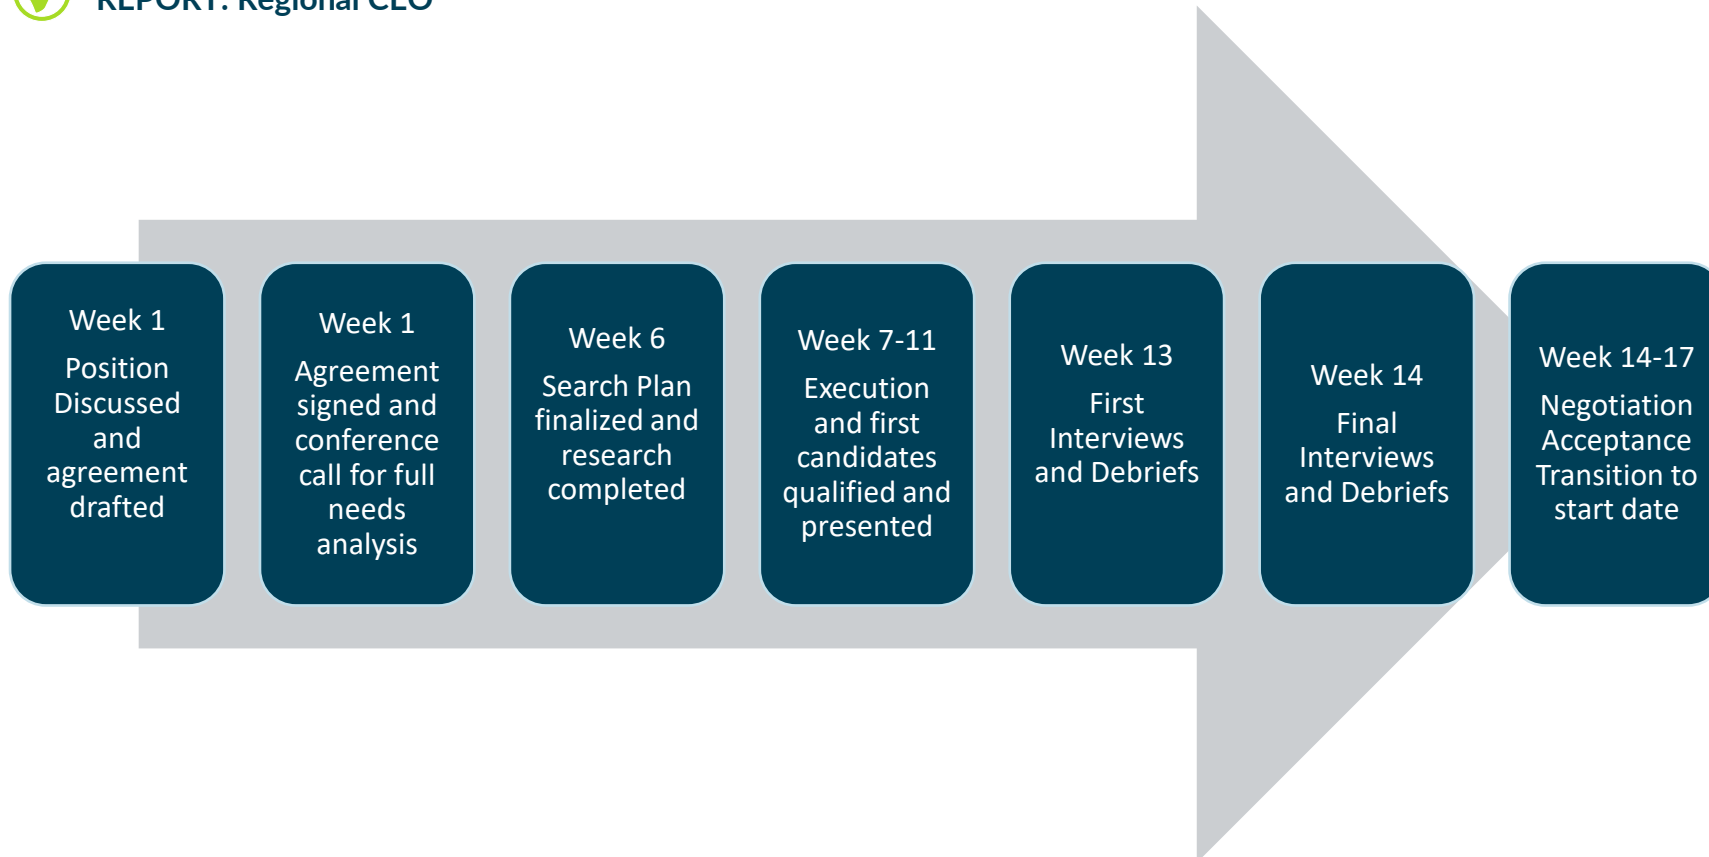 REPORT: Regional CEO
Week 1
Position
Discussed
and
agreement
drafted
Week 1
Agreement
signed and
conference
call for full
needs
analysis
Week 6
Search Plan
finalized and
research
completed
Week 7-11
Execution
and first
candidates
qualified and
presented
Week 13
First
Interviews
and Debriefs
Week 14
Final
Interviews
and Debriefs
Week 14-17
Negotiation
Acceptance
Transition to
start date